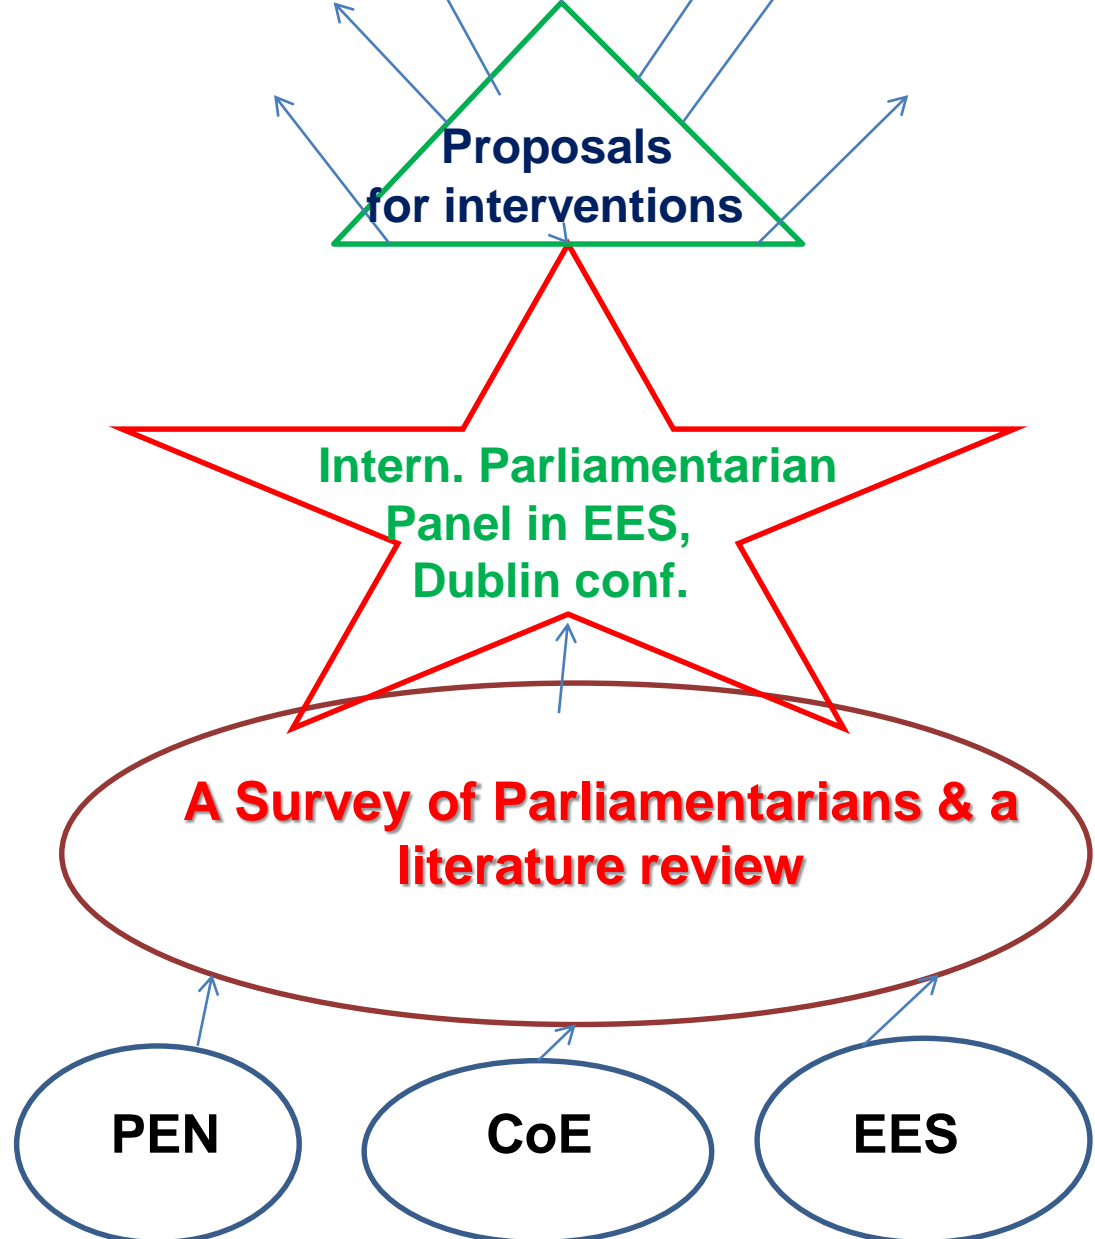 Proposals
for interventions
Intern. Parliamentarian
Panel in EES,
Dublin conf.
A Survey of Parliamentarians & a
literature review
PEN
CoE
EES